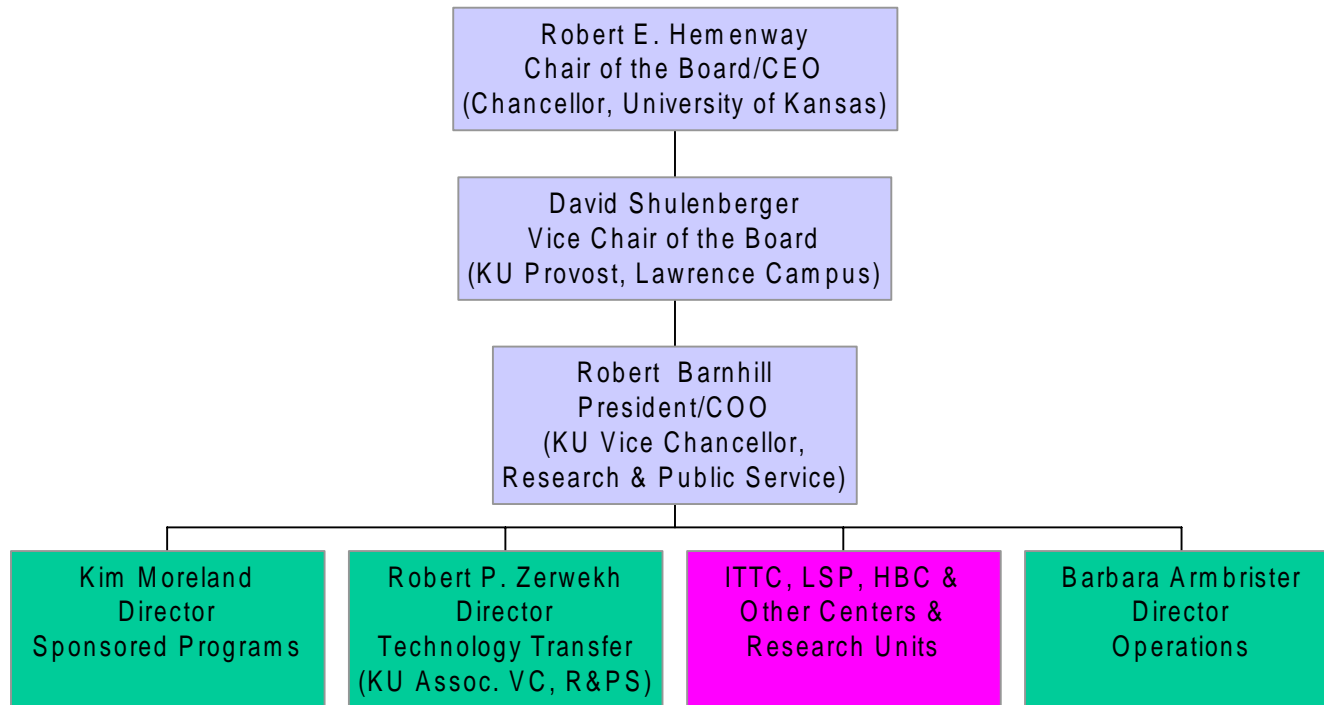 Robert E. Hemenway
Chair of the Board/CEO
(Chancellor, University of Kansas)
David Shulenberger
Vice Chair of the Board
(KU Provost, Lawrence Campus)
Robert Barnhill
President/COO
(KU Vice Chancellor,
Research & Public Service)
Kim Moreland
Director
Sponsored Programs
Robert P. Zerwekh
Director
Technology Transfer
(KU Assoc. VC, R&PS)
ITTC, LSP, HBC &
Other Centers &
Research Units
Barbara Armbrister
Director
Operations